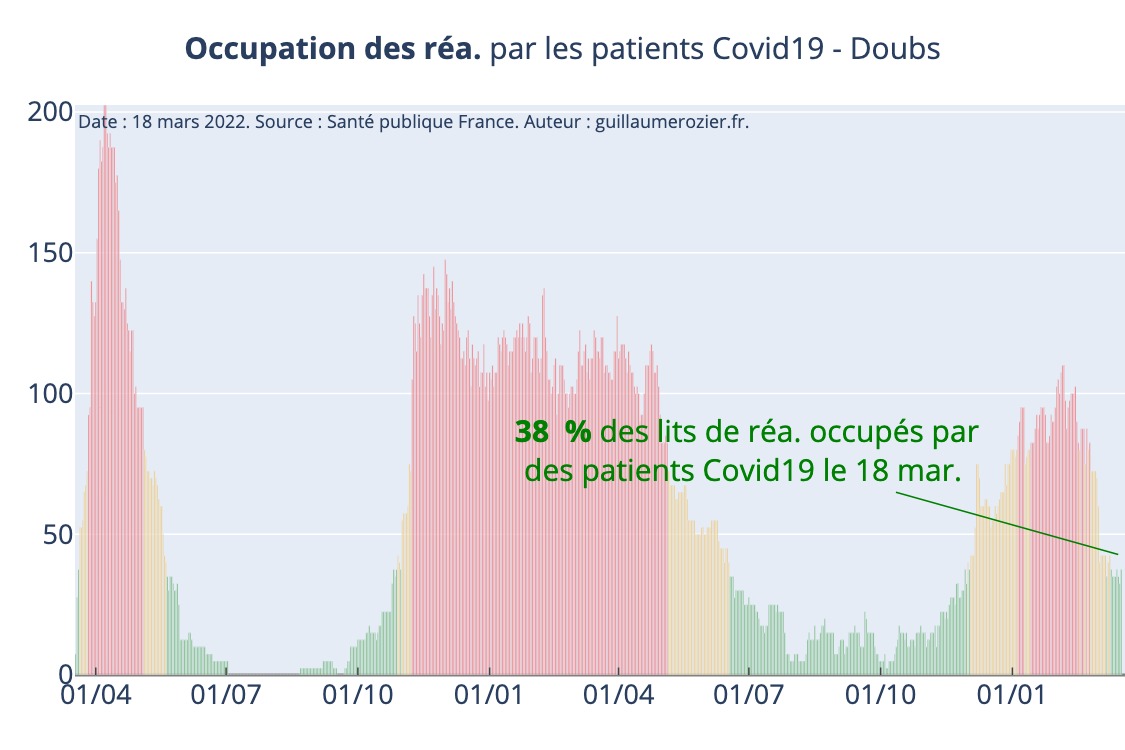 Occupation des réa. par les patients Covid19 - Doubs
200
Date : 18 mars 2022. Source : Santé publique France. Auteur : guillaumerozier.fr.
150
100
38 % des lits de réa. occupés par
des patients Covid19 le 18 mar.
50
0
01/04 01/07 01/10 01/01 01/04 01/07 01/10 01/01